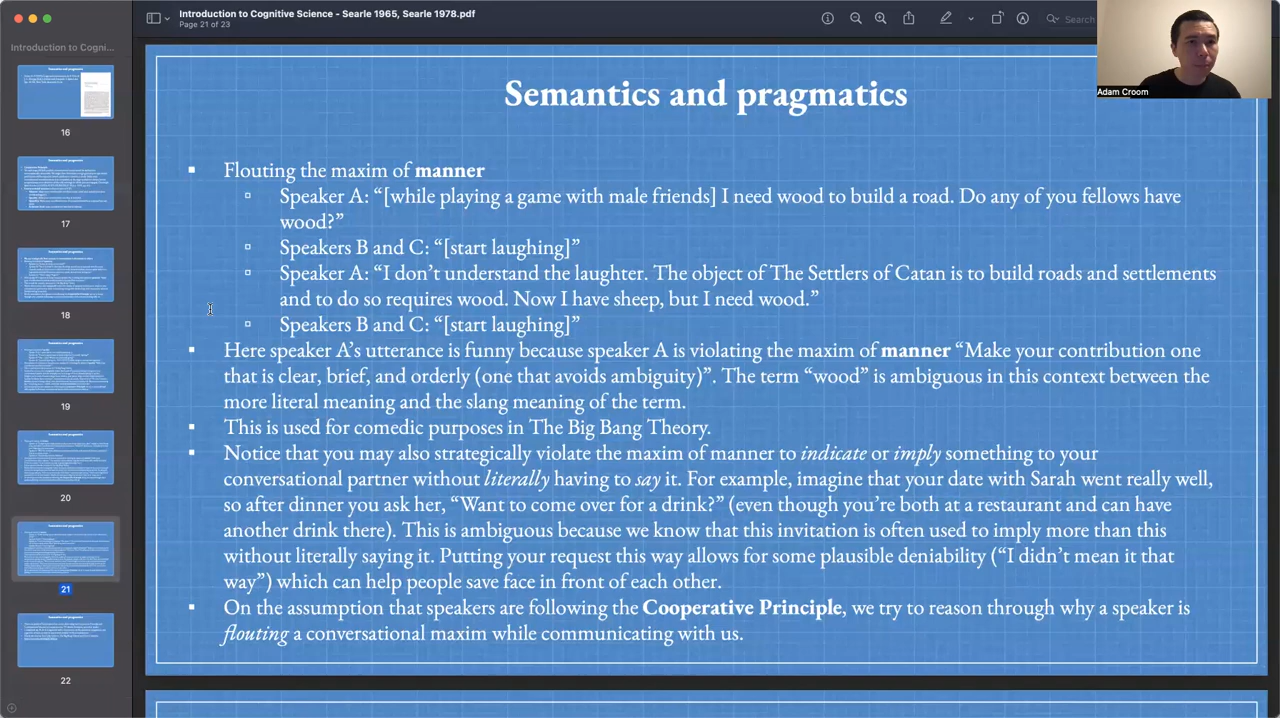 Introduction to Cognitive Science - Searle 1965, Searle 1978.pdf
Page 21 of 23
Search
Introduction to Cogni...
Adam Croom
16
17
18
19
20
21
22
Semantics and pragmatics
Flouting the maxim of manner
Speaker A: “[while playing a game with male friends] I need wood to build a road. Do any of you fellows have
wood?”
Speakers B and C: “[start laughing]”
Speaker A: “I don’t understand the laughter. The object of The Settlers of Catan is to build roads and settlements
and to do so requires wood. Now I have sheep, but I need wood.”
Speakers B and C: “[start laughing]”
Here speaker A’s utterance is funny because speaker A is violating the maxim of manner “Make your contribution one
that is clear, brief, and orderly (one that avoids ambiguity)”. The term “wood” is ambiguous in this context between the
more literal meaning and the slang meaning of the term.
This is used for comedic purposes in The Big Bang Theory.
Notice that you may also strategically violate the maxim of manner to indicate or imply something to your
conversational partner without literally having to say it. For example, imagine that your date with Sarah went really well,
so after dinner you ask her, “Want to come over for a drink?” (even though you’re both at a restaurant and can have
another drink there). This is ambiguous because we know that this invitation is often used to imply more than this
without literally saying it. Putting your request this way allows for some plausible deniability (“I didn’t mean it that
way”) which can help people save face in front of each other.
On the assumption that speakers are following the Cooperative Principle, we try to reason through why a speaker is
flouting a conversational maxim while communicating with us.